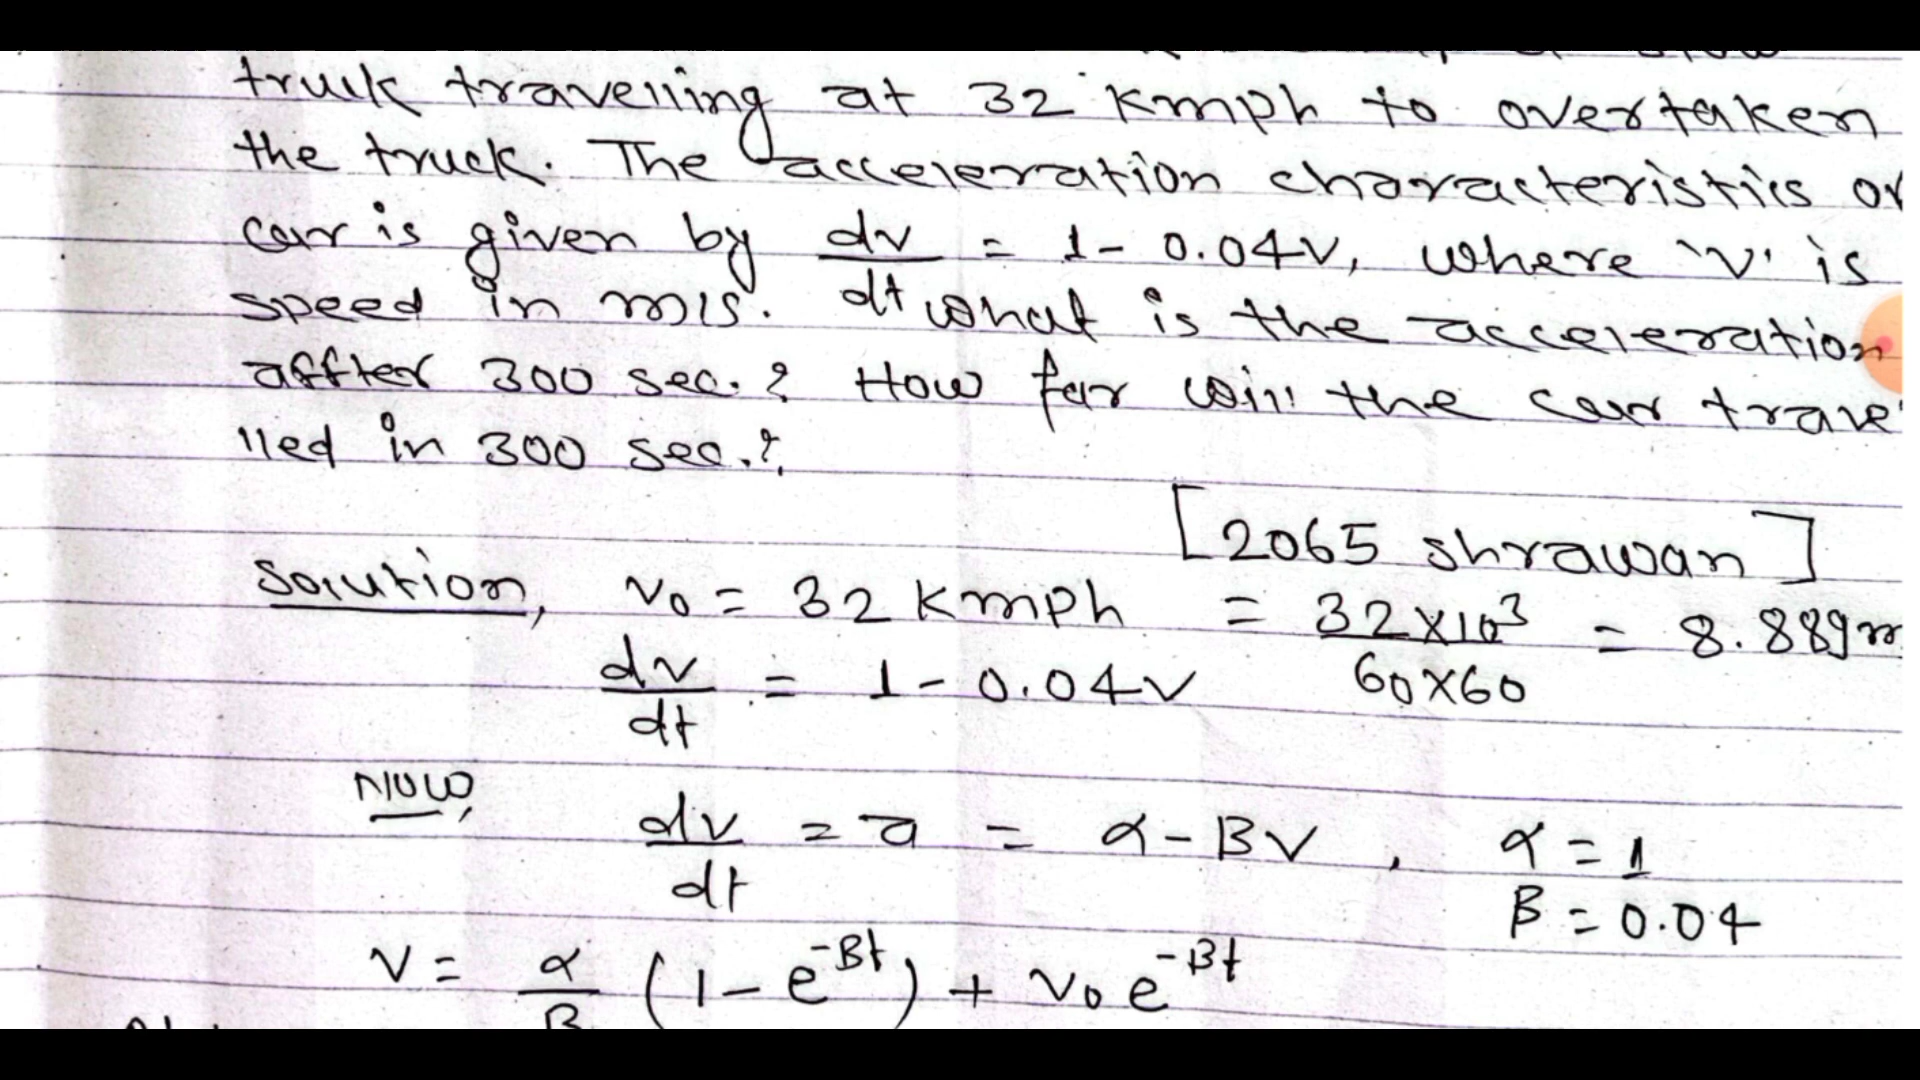 truck travelling at 32 kmph to overtaken
the truck. The acceleration characteristics of
car is given by dv/dt = 1 - 0.04v, where 'v' is
speed in m/s. what is the acceleration
affter 300 sec.? How far will the car trave
lled in 300 sec.?
[2065 shrawan]
Solution, v₀ = 32 kmph = 32×10³/60×60 = 8.889m
dv/dt = 1 - 0.04v
Now,
dv/dt = a = α - βv, α = 1
β = 0.04
v = α/β (1 - e^-βt) + v₀e^-βt